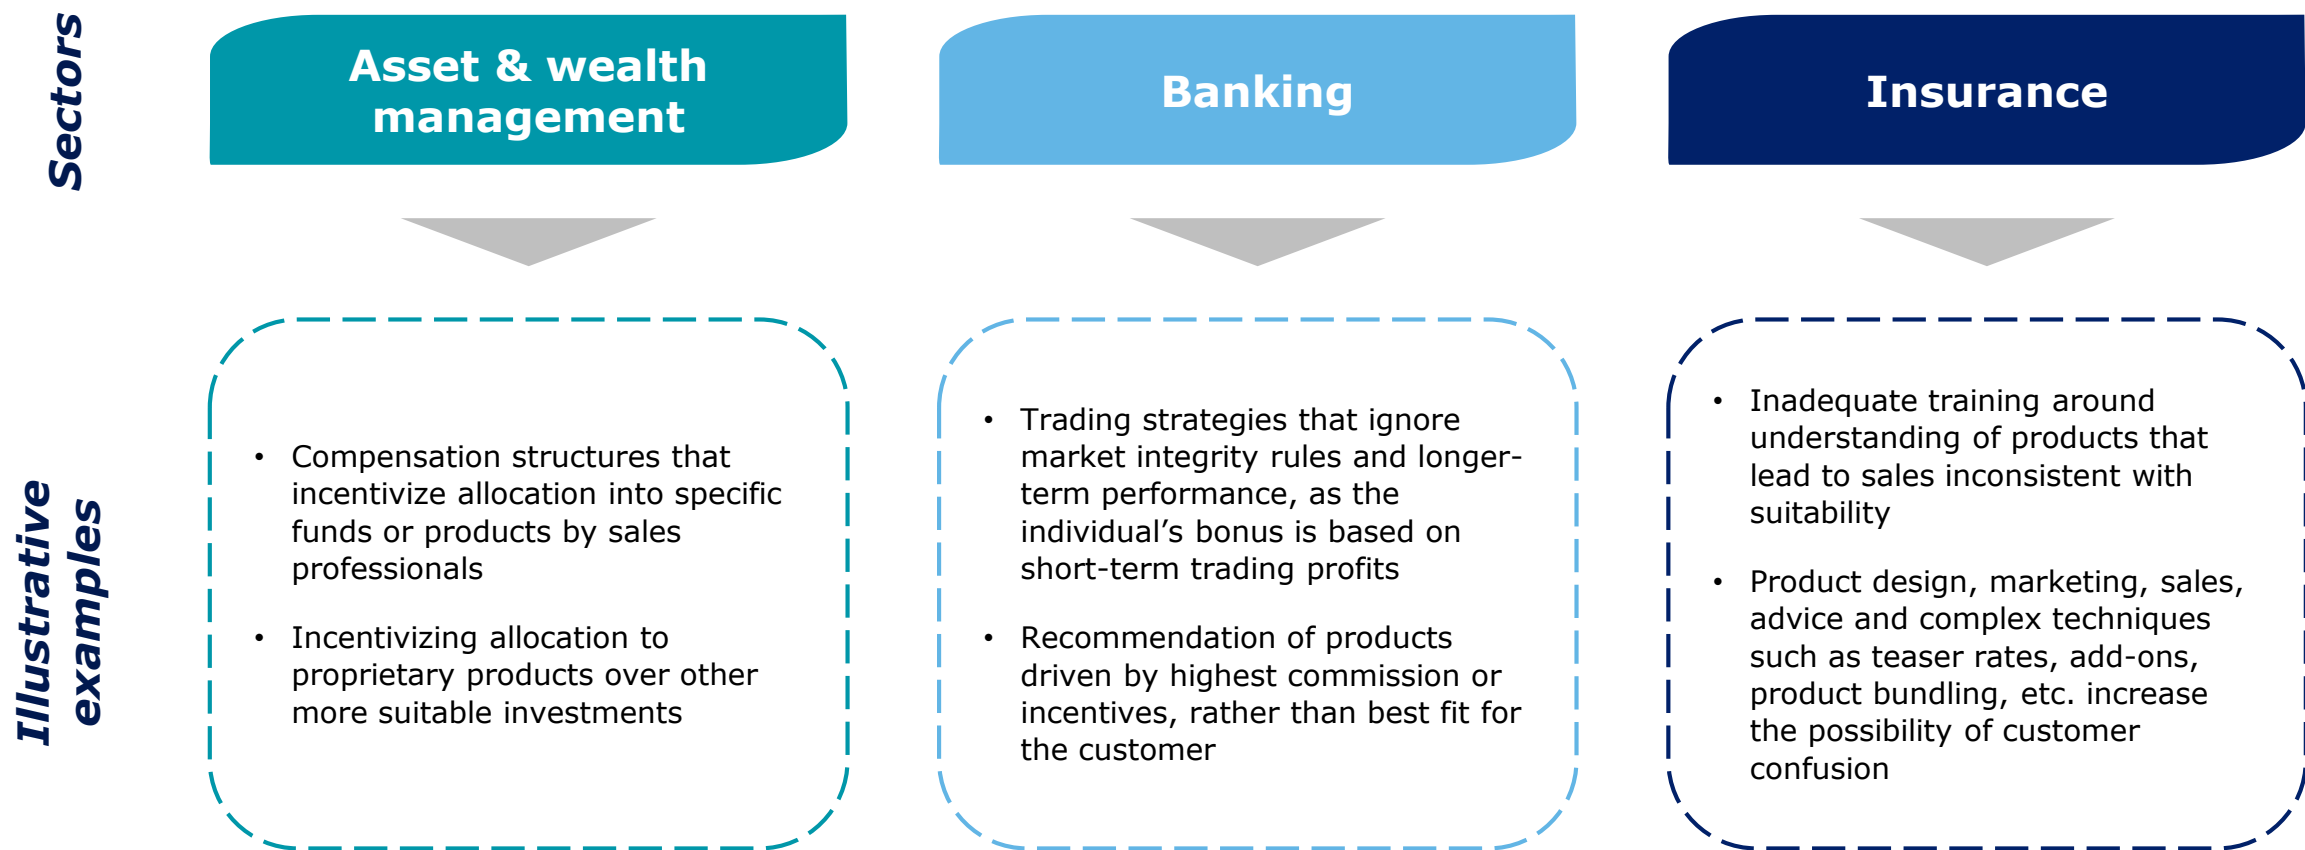 Sectors
Asset & wealth
management
Banking
Insurance
Illustrative
examples
• Compensation structures that
incentivize allocation into specific
funds or products by sales
professionals
• Incentivizing allocation to
proprietary products over other
more suitable investments
• Trading strategies that ignore
market integrity rules and longer-
term performance, as the
individual’s bonus is based on
short-term trading profits
• Recommendation of products
driven by highest commission or
incentives, rather than best fit for
the customer
• Inadequate training around
understanding of products that
lead to sales inconsistent with
suitability
• Product design, marketing, sales,
advice and complex techniques
such as teaser rates, add-ons,
product bundling, etc. increase
the possibility of customer
confusion